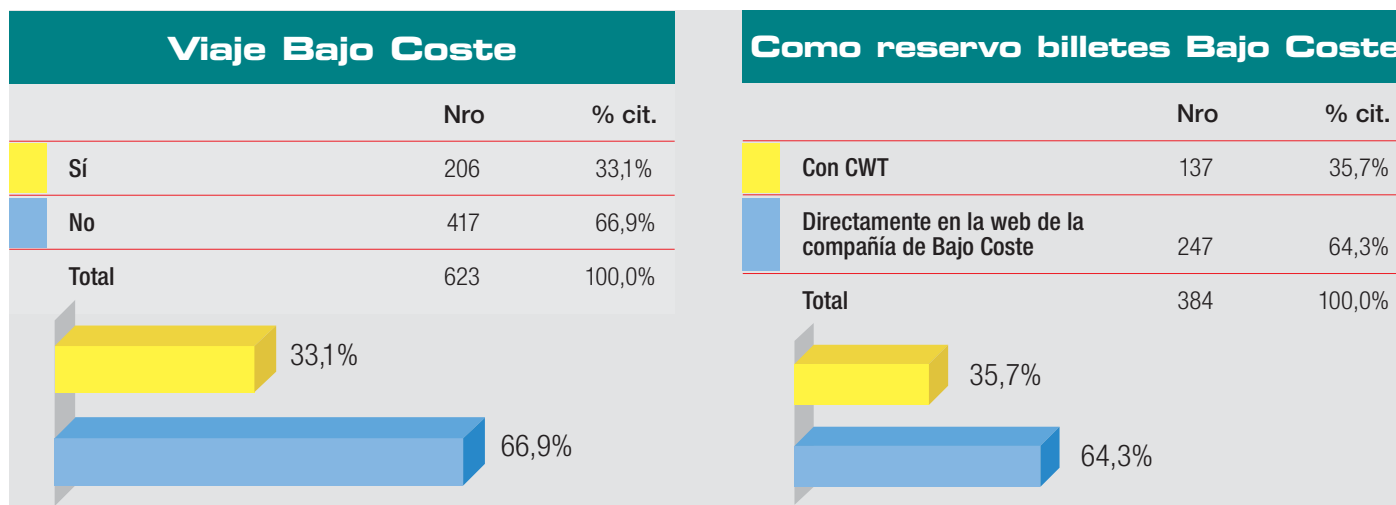 Viaje Bajo Coste
Nro % cit.
Sí 206 33,1%
No 417 66,9%
Total 623 100,0%
33,1%
66,9%
Como reservo billetes Bajo Coste
Nro % cit.
Con CWT 137 35,7%
Directamente en la web de la
compañía de Bajo Coste 247 64,3%
Total 384 100,0%
35,7%
64,3%